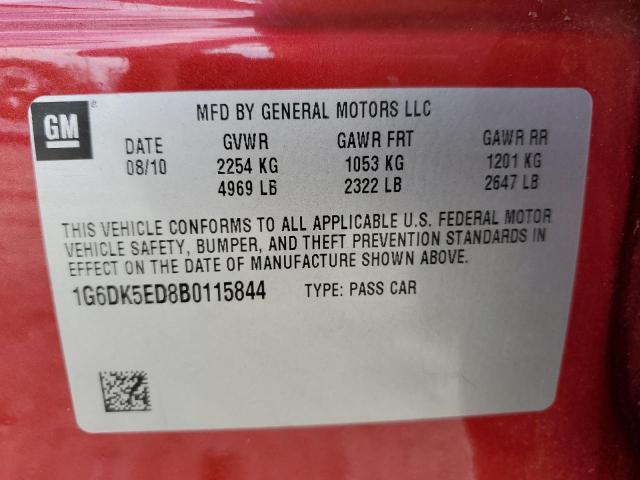 GM
MFD BY GENERAL MOTORS LLC
DATE GVWR GAWR FRT GAWR RR
08/10 2254 KG 1053 KG 1201 KG
4969 LB 2322 LB 2647 LB
THIS VEHICLE CONFORMS TO ALL APPLICABLE U.S. FEDERAL MOTOR
VEHICLE SAFETY, BUMPER, AND THEFT PREVENTION STANDARDS IN
EFFECT ON THE DATE OF MANUFACTURE SHOWN ABOVE.
1G6DK5ED8B0115844 TYPE: PASS CAR